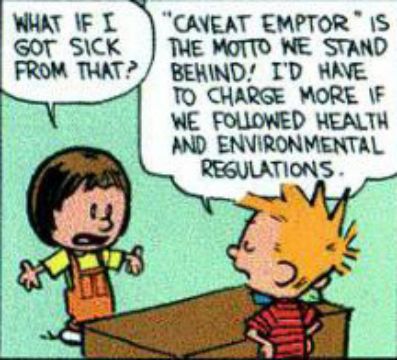 WHAT IF I
GOT SICK
FROM THAT?
"CAVEAT EMPTOR" IS
THE MOTTO WE STAND
BEHIND! I'D HAVE
TO CHARGE MORE IF
WE FOLLOWED HEALTH
AND ENVIRONMENTAL
REGULATIONS.